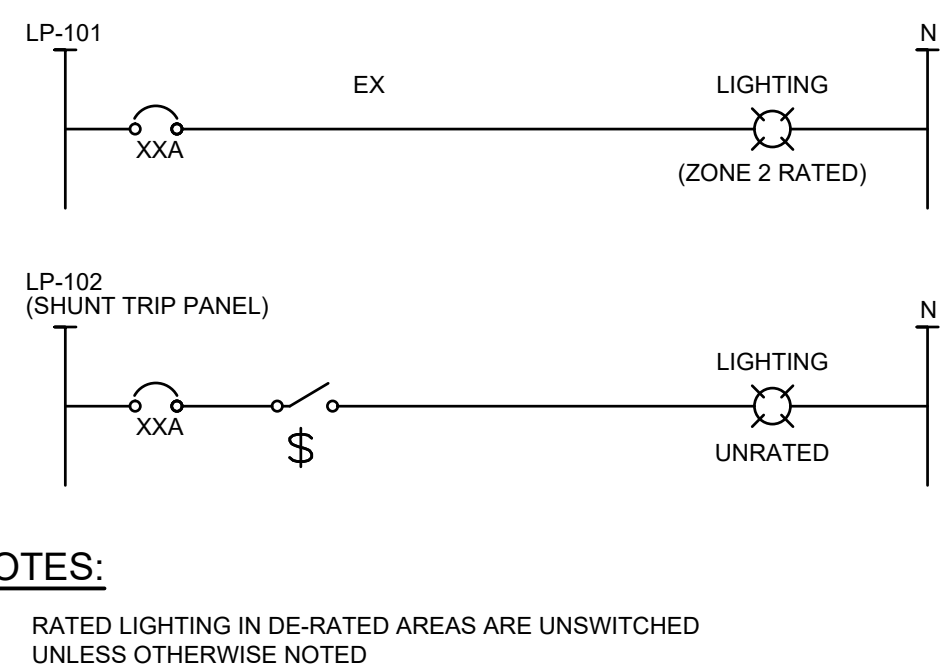 LP-101
N
EX
LIGHTING
XXA
(ZONE 2 RATED)
LP-102
(SHUNT TRIP PANEL)
N
LIGHTING
XXA
$
UNRATED
OTES:
RATED LIGHTING IN DE-RATED AREAS ARE UNSWITCHED
UNLESS OTHERWISE NOTED